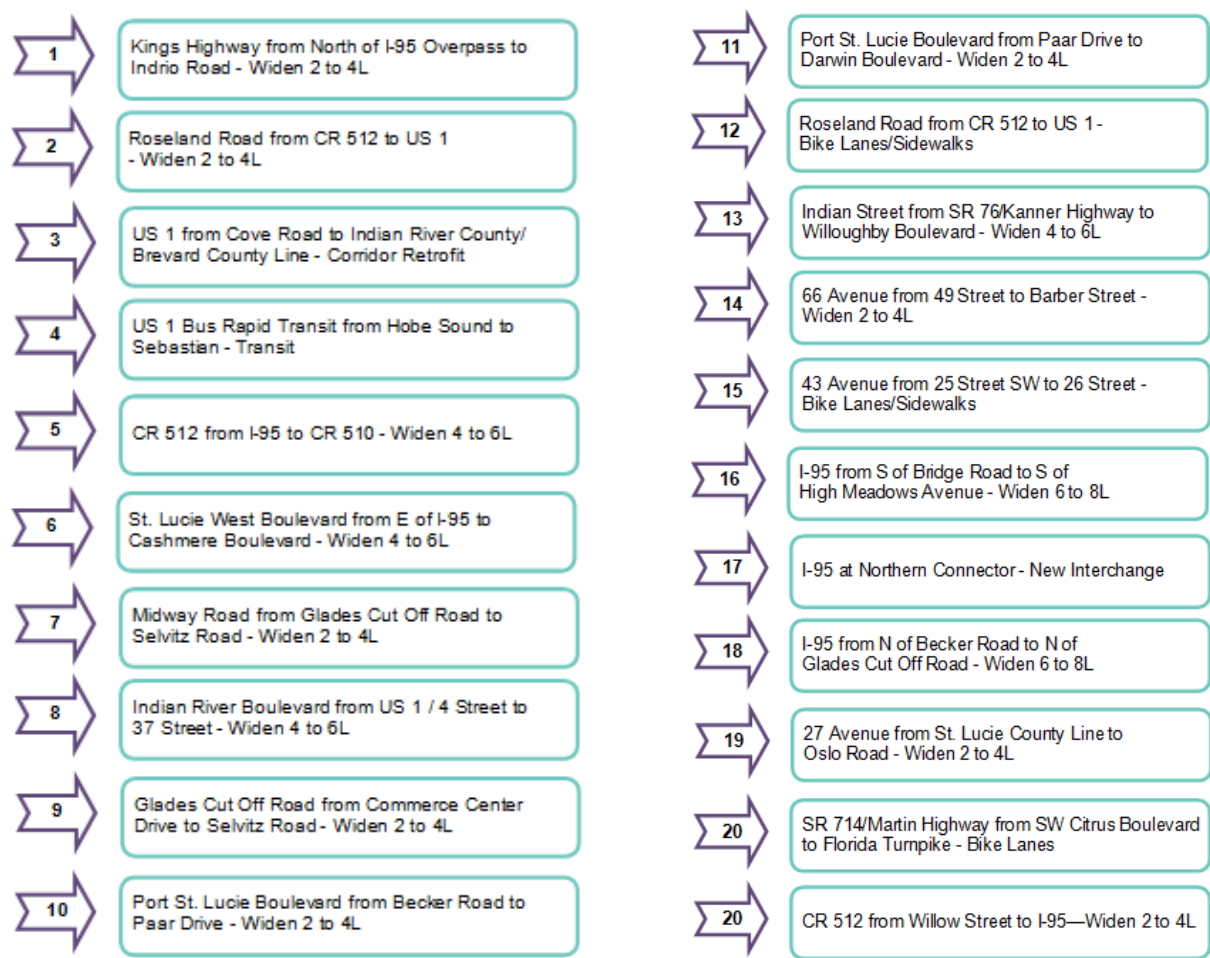 1
Kings Highway from North of I-95 Overpass to
Indrio Road - Widen 2 to 4L
2
Roseland Road from CR 512 to US 1
- Widen 2 to 4L
3
US 1 from Cove Road to Indian River County/
Brevard County Line - Corridor Retrofit
4
US 1 Bus Rapid Transit from Hobe Sound to
Sebastian - Transit
5
CR 512 from I-95 to CR 510 - Widen 4 to 6L
6
St. Lucie West Boulevard from E of I-95 to
Cashmere Boulevard - Widen 4 to 6L
7
Midway Road from Glades Cut Off Road to
Selvitz Road - Widen 2 to 4L
8
Indian River Boulevard from US 1 / 4 Street to
37 Street - Widen 4 to 6L
9
Glades Cut Off Road from Commerce Center
Drive to Selvitz Road - Widen 2 to 4L
10
Port St. Lucie Boulevard from Becker Road to
Paar Drive - Widen 2 to 4L
11
Port St. Lucie Boulevard from Paar Drive to
Darwin Boulevard - Widen 2 to 4L
12
Roseland Road from CR 512 to US 1 -
Bike Lanes/Sidewalks
13
Indian Street from SR 76/Kanner Highway to
Willoughby Boulevard - Widen 4 to 6L
14
66 Avenue from 49 Street to Barber Street -
Widen 2 to 4L
15
43 Avenue from 25 Street SW to 26 Street -
Bike Lanes/Sidewalks
16
I-95 from S of Bridge Road to S of
High Meadows Avenue - Widen 6 to 8L
17
I-95 at Northern Connector - New Interchange
18
I-95 from N of Becker Road to N of
Glades Cut Off Road - Widen 6 to 8L
19
27 Avenue from St. Lucie County Line to
Oslo Road - Widen 2 to 4L
20
SR 714/Martin Highway from SW Citrus Boulevard
to Florida Turnpike - Bike Lanes
20
CR 512 from Willow Street to I-95—Widen 2 to 4L